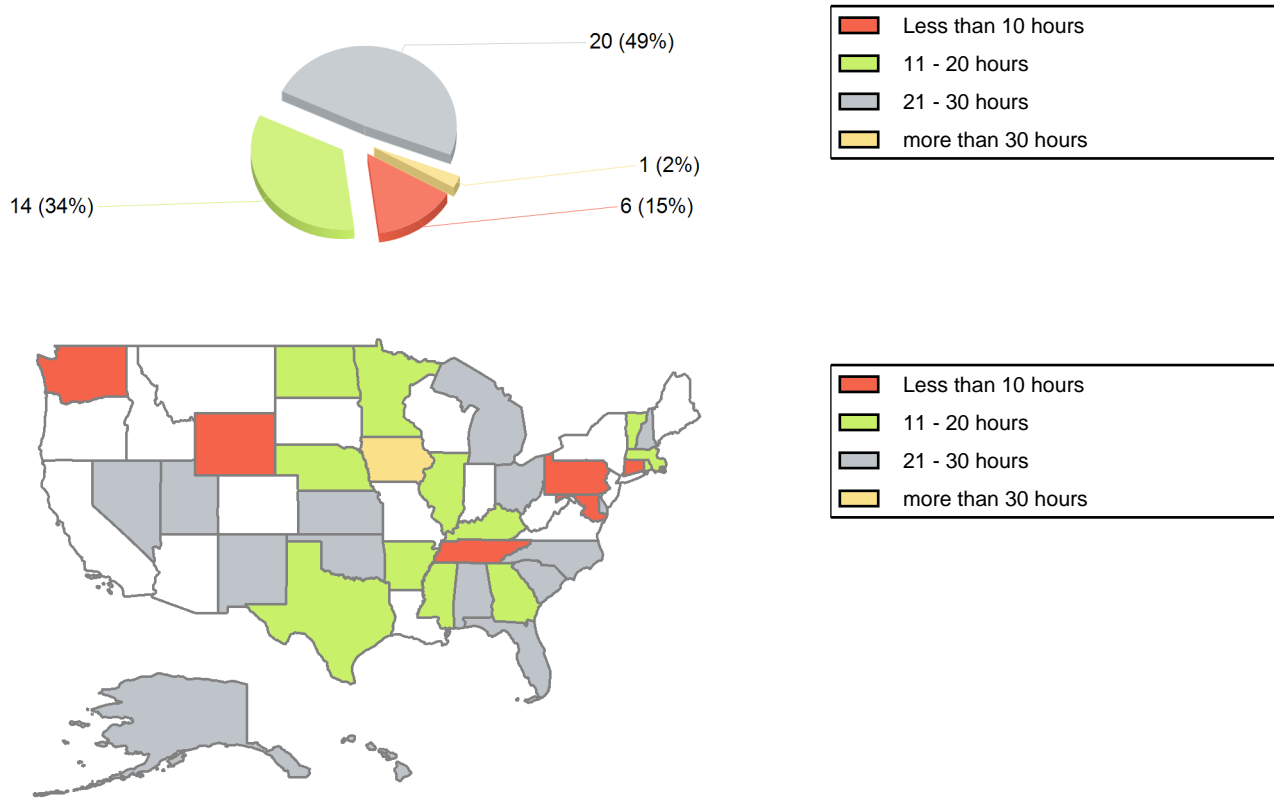 20 (49%)
1 (2%)
14 (34%)
6 (15%)
Less than 10 hours
11 - 20 hours
21 - 30 hours
more than 30 hours
Less than 10 hours
11 - 20 hours
21 - 30 hours
more than 30 hours